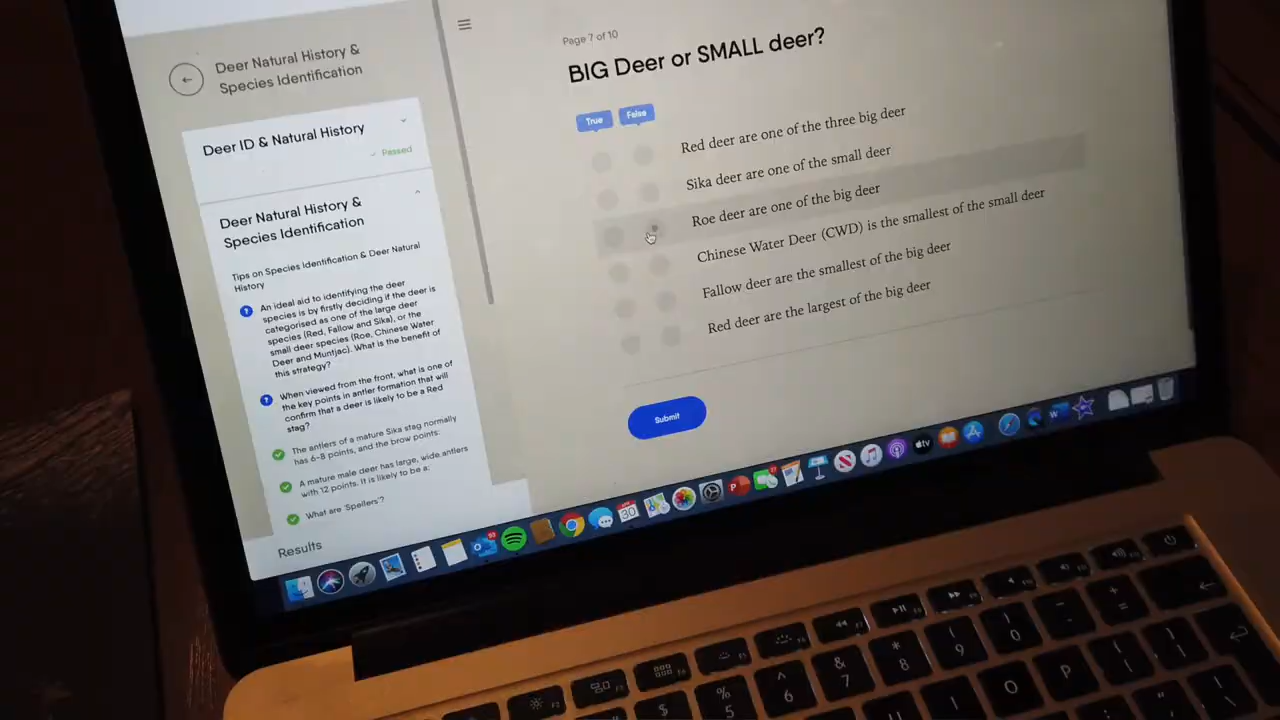 Deer Natural History &
Species Identification
Deer ID & Natural History
Passed
Deer Natural History &
Species Identification
Tips on Species Identification & Deer Natural
History
? An ideal aid to identifying the deer
species is by firstly deciding if the deer is
categorised as one of the large deer
species (Red, Fallow and Sika), or the
small deer species (Roe, Chinese Water
Deer and Muntjac). What is the benefit of
this strategy?
? When viewed from the front, what is one of
the key points in antler formation that will
confirm that a deer is likely to be a Red
stag?
The antlers of a mature Sika stag normally
has 6-8 points, and the brow points:
A mature male deer has large, wide antlers
with 12 points. It is likely to be a:
What are 'Spellers'?
Results
Page 7 of 10
BIG Deer or SMALL deer?
True False
Red deer are one of the three big deer
Sika deer are one of the small deer
Roe deer are one of the big deer
Chinese Water Deer (CWD) is the smallest of the small deer
Fallow deer are the smallest of the big deer
Red deer are the largest of the big deer
Submit
30
tv
W
P
& 7
* 8
( 9
) 0
^ 6
% 5
$
O
P